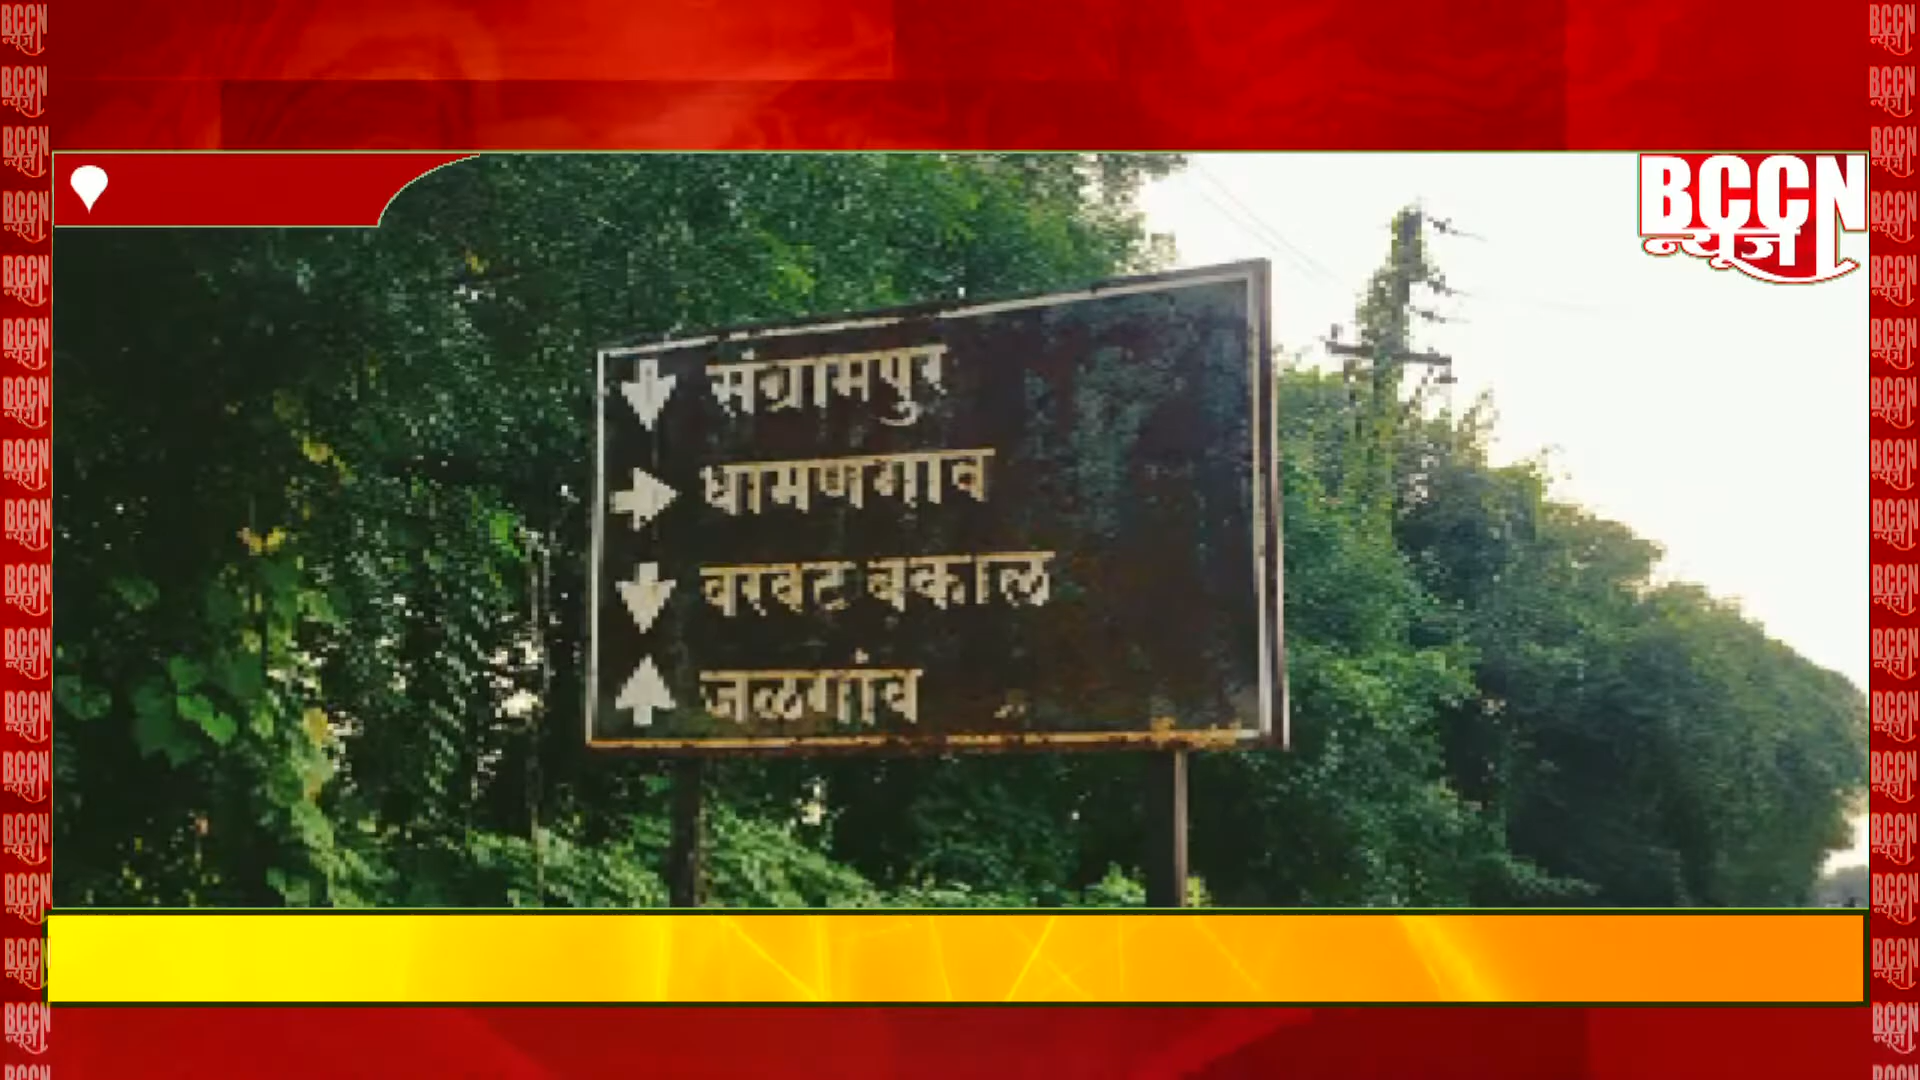 BCCN
न्यूज
संग्रामपुर
धामणगाव
वरवट बकाल
जळगांव